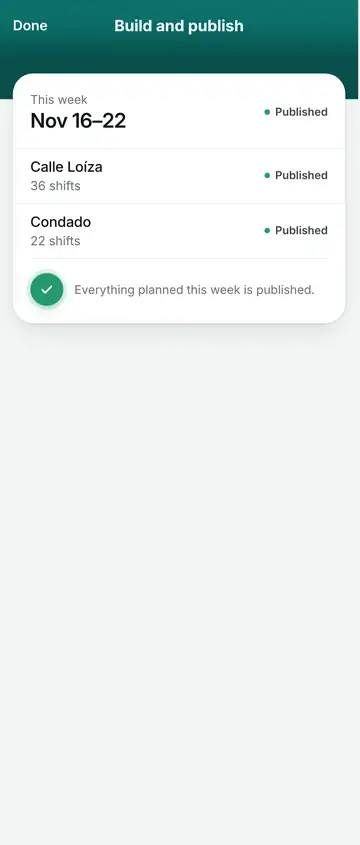 Done
Build and publish
This week
Nov 16–22
Published
Calle Loíza
36 shifts
Published
Condado
22 shifts
Published
Everything planned this week is published.